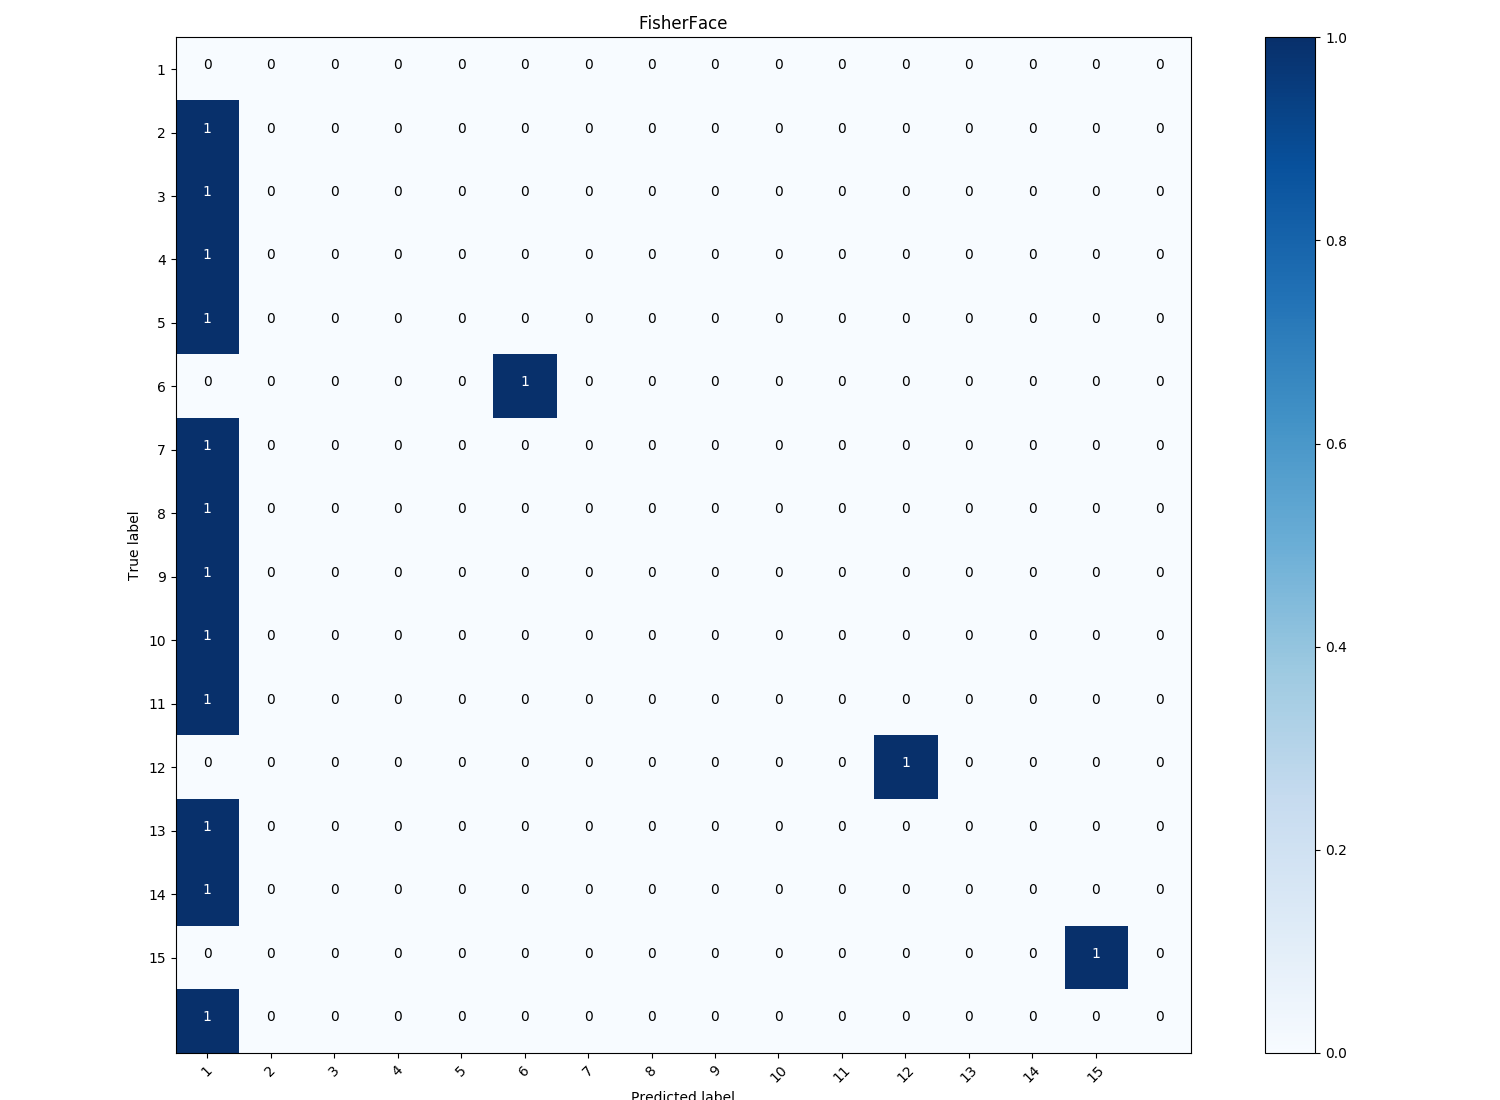 FisherFace
1 0 0 0 0 0 0 0 0 0 0 0 0 0 0 0 0
2 1 0 0 0 0 0 0 0 0 0 0 0 0 0 0 0
3 1 0 0 0 0 0 0 0 0 0 0 0 0 0 0 0
4 1 0 0 0 0 0 0 0 0 0 0 0 0 0 0 0
5 1 0 0 0 0 0 0 0 0 0 0 0 0 0 0 0
6 0 0 0 0 0 1 0 0 0 0 0 0 0 0 0 0
7 1 0 0 0 0 0 0 0 0 0 0 0 0 0 0 0
8 1 0 0 0 0 0 0 0 0 0 0 0 0 0 0 0
9 1 0 0 0 0 0 0 0 0 0 0 0 0 0 0 0
10 1 0 0 0 0 0 0 0 0 0 0 0 0 0 0 0
11 1 0 0 0 0 0 0 0 0 0 0 0 0 0 0 0
12 0 0 0 0 0 0 0 0 0 0 0 1 0 0 0 0
13 1 0 0 0 0 0 0 0 0 0 0 0 0 0 0 0
14 1 0 0 0 0 0 0 0 0 0 0 0 0 0 0 0
15 0 0 0 0 0 0 0 0 0 0 0 0 0 0 1 0
1 0 0 0 0 0 0 0 0 0 0 0 0 0 0 0
1 2 3 4 5 6 7 8 9 10 11 12 13 14 15
True label
Predicted label
1.0
0.8
0.6
0.4
0.2
0.0